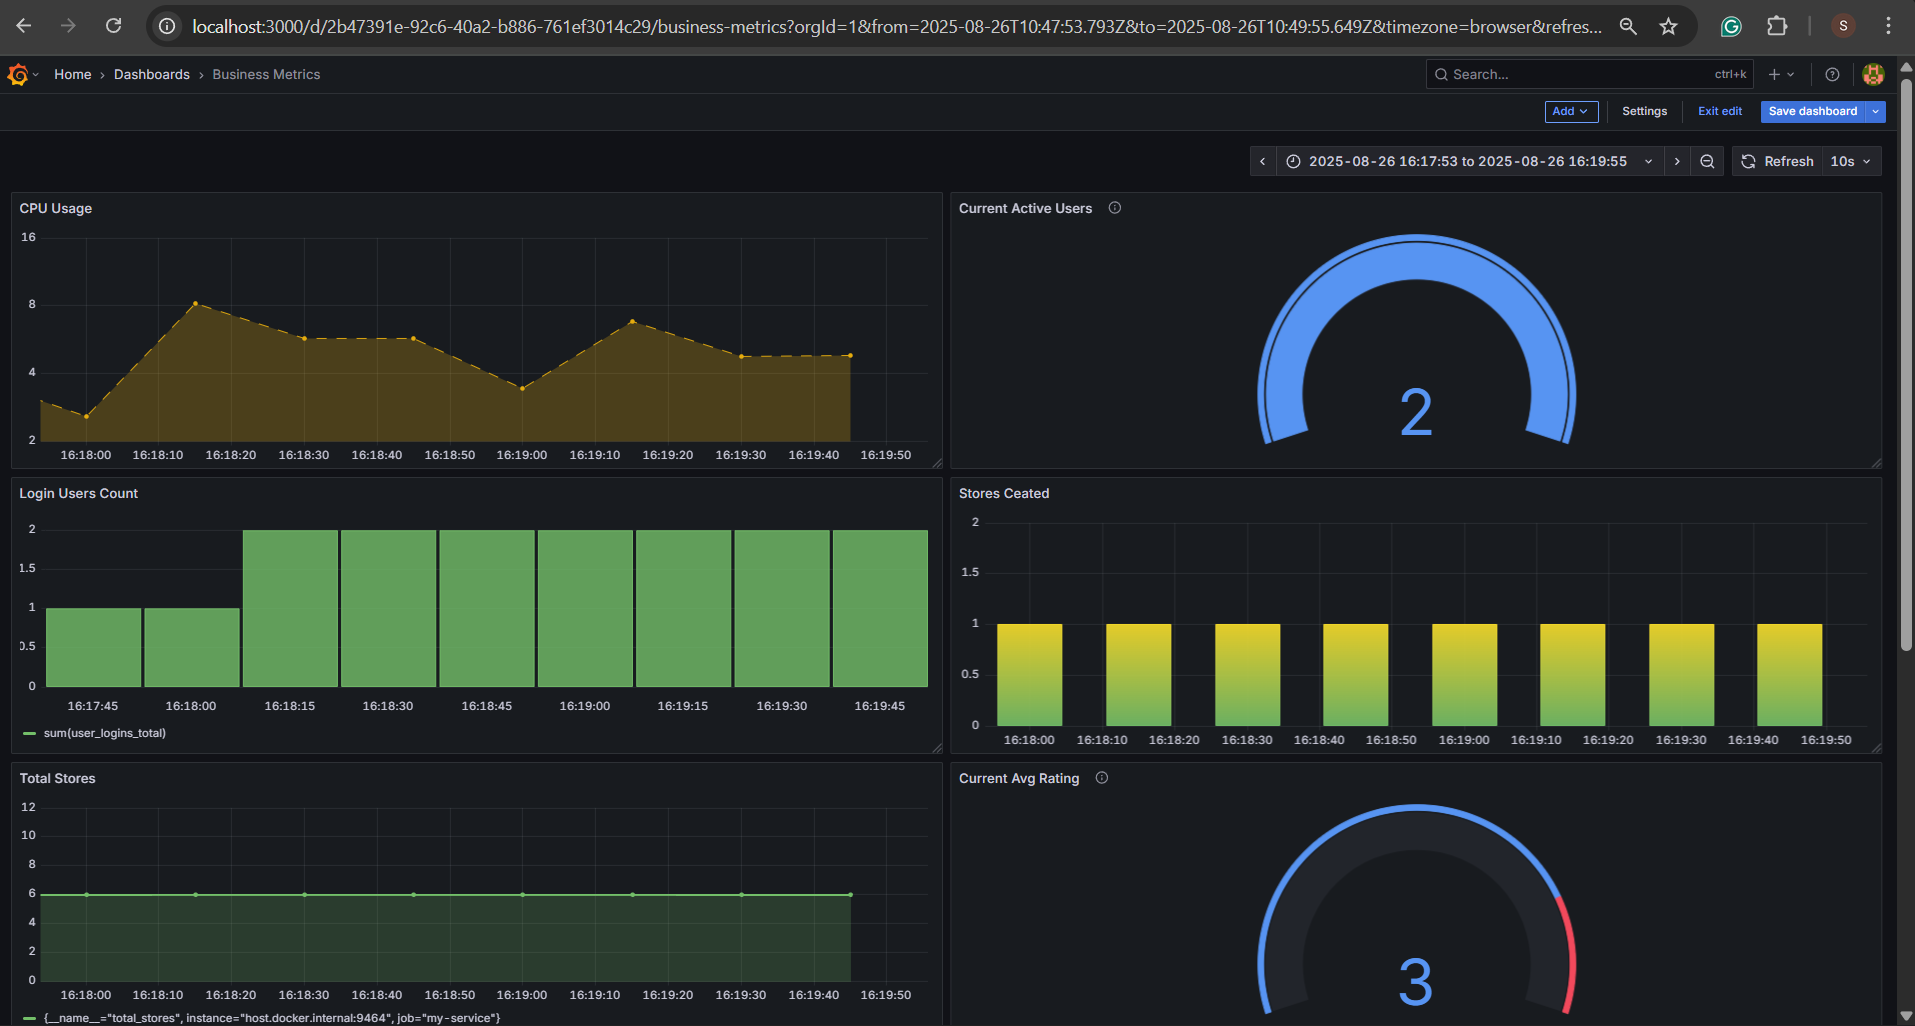 localhost:3000/d/2b47391e-92c6-40a2-b886-761ef3014c29/business-metrics?orgId=1&from=2025-08-26T10:47:53.793Z&to=2025-08-26T10:49:55.649Z&timezone=browser&refres...
S
Home › Dashboards › Business Metrics
Search... ctrl+k
Add Settings Exit edit Save dashboard
2025-08-26 16:17:53 to 2025-08-26 16:19:55 Refresh 10s
CPU Usage
16
8
4
2
16:18:00 16:18:10 16:18:20 16:18:30 16:18:40 16:18:50 16:19:00 16:19:10 16:19:20 16:19:30 16:19:40 16:19:50
Current Active Users
2
Login Users Count
2
1.5
1
0.5
0
16:17:45 16:18:00 16:18:15 16:18:30 16:18:45 16:19:00 16:19:15 16:19:30 16:19:45
sum(user_logins_total)
Stores Ceated
2
1.5
1
0.5
0
16:18:00 16:18:10 16:18:20 16:18:30 16:18:40 16:18:50 16:19:00 16:19:10 16:19:20 16:19:30 16:19:40 16:19:50
Total Stores
12
10
8
6
4
2
0
16:18:00 16:18:10 16:18:20 16:18:30 16:18:40 16:18:50 16:19:00 16:19:10 16:19:20 16:19:30 16:19:40 16:19:50
{__name__="total_stores", instance="host.docker.internal:9464", job="my-service"}
Current Avg Rating
3